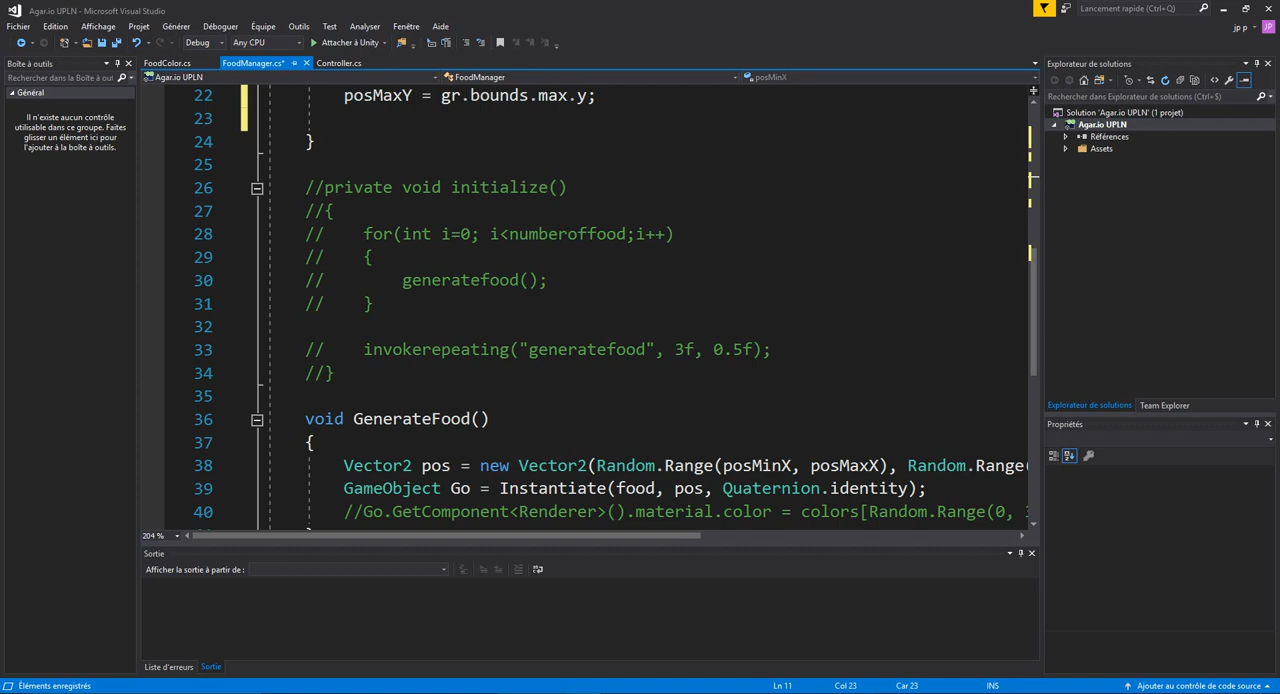 Agar.io UPLN - Microsoft Visual Studio
Lancement rapide (Ctrl+Q)
Fichier Edition Affichage Projet Générer Déboguer Équipe Outils Test Analyser Fenêtre Aide
jp p JP
Debug Any CPU Attacher à Unity
Boîte à outils
Rechercher dans la Boîte à outi
Général
Il n'existe aucun contrôle
utilisable dans ce groupe. Faites
glisser un élément ici pour
l'ajouter à la boîte à outils.
FoodColor.cs FoodManager.cs* Controller.cs
Agar.io UPLN FoodManager posMinX
22 posMaxY = gr.bounds.max.y;
23
24 }
25
26 //private void initialize()
27 //{
28 // for(int i=0; i<numberoffood;i++)
29 // {
30 // generatefood();
31 // }
32
33 // invokerepeating("generatefood", 3f, 0.5f);
34 //}
35
36 void GenerateFood()
37 {
38 Vector2 pos = new Vector2(Random.Range(posMinX, posMaxX), Random.Range(
39 GameObject Go = Instantiate(food, pos, Quaternion.identity);
40 //Go.GetComponent<Renderer>().material.color = colors[Random.Range(0,
204 %
Sortie
Afficher la sortie à partir de :
Liste d'erreurs Sortie
Explorateur de solutions
Rechercher dans Explorateur de solutions (Ctrl+$)
Solution 'Agar.io UPLN' (1 projet)
Agar.io UPLN
Références
Assets
Explorateur de solutions Team Explorer
Propriétés
Éléments enregistrés Ln 11 Col 23 Car 23 INS Ajouter au contrôle de code source